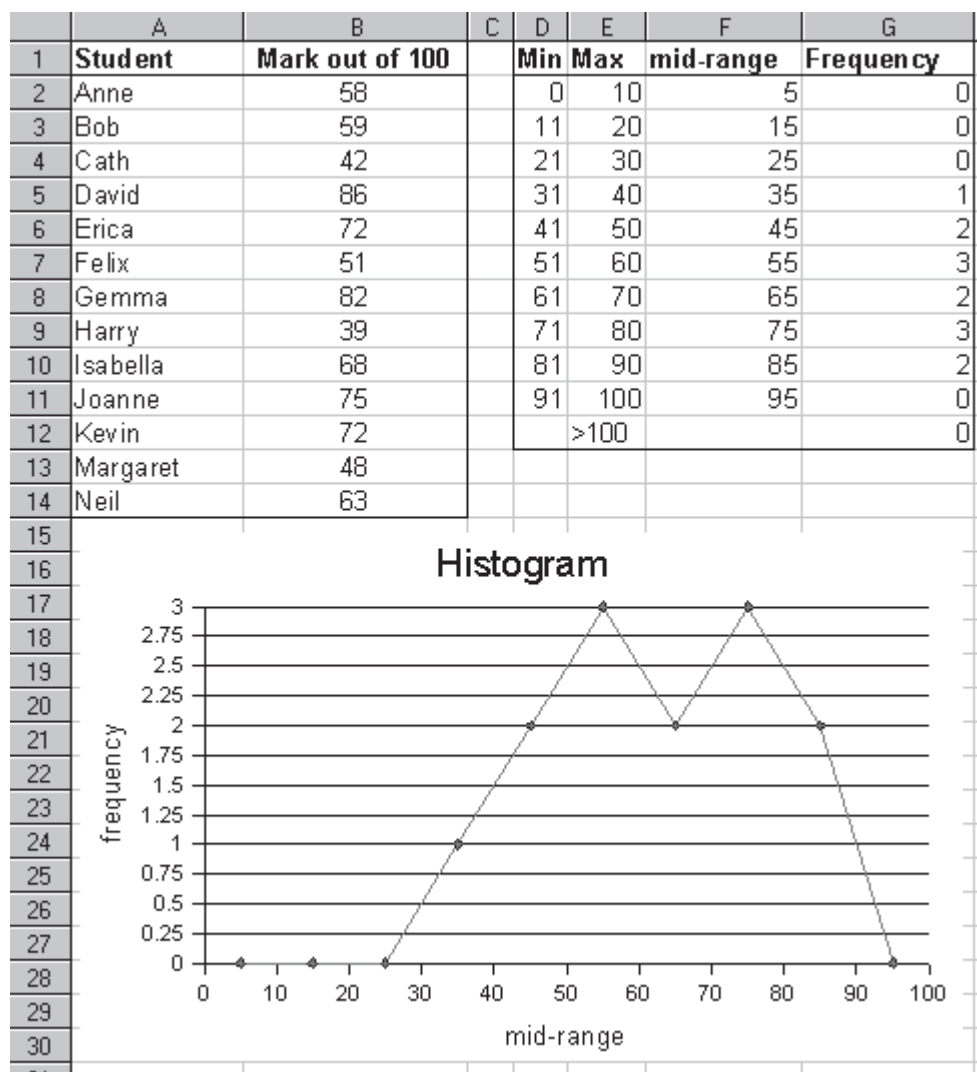 A B C D E F G
1 Student Mark out of 100 Min Max mid-range Frequency
2 Anne 58 0 10 5 0
3 Bob 59 11 20 15 0
4 Cath 42 21 30 25 0
5 David 86 31 40 35 1
6 Erica 72 41 50 45 2
7 Felix 51 51 60 55 3
8 Gemma 82 61 70 65 2
9 Harry 39 71 80 75 3
10 Isabella 68 81 90 85 2
11 Joanne 75 91 100 95 0
12 Kevin 72 >100 0
13 Margaret 48
14 Neil 63
15
16
17
18
19
20
21
22
23
24
25
26
27
28
29
30
Histogram
3
2.75
2.5
2.25
2
1.75
1.5
1.25
1
0.75
0.5
0.25
0
frequency
0 10 20 30 40 50 60 70 80 90 100
mid-range